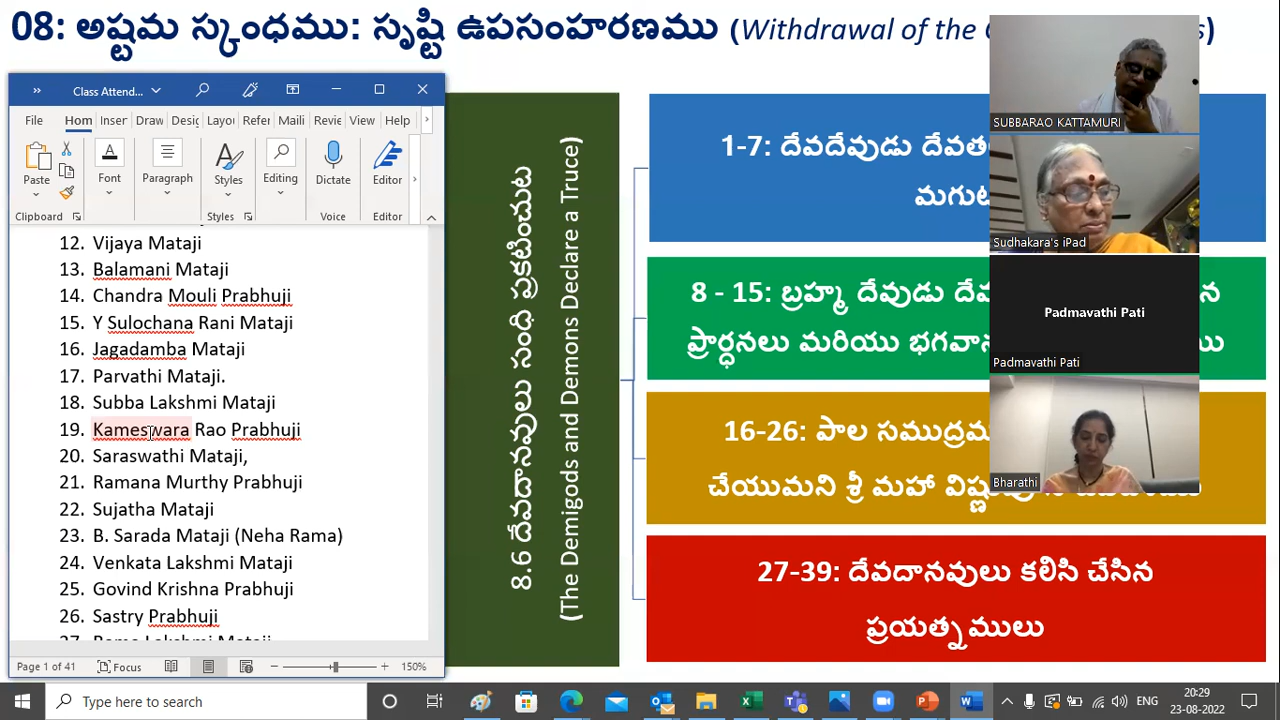 08: అష్టమ స్కంధము: సృష్టి ఉపసంహరణము (Withdrawal of the
Class Attend...
File Hom Inser Draw Desig Layou Refer Maili Revie View Help
Paste Font Paragraph Styles Editing Dictate Editor
Clipboard Styles Voice Editor
12. Vijaya Mataji
13. Balamani Mataji
14. Chandra Mouli Prabhuji
15. Y Sulochana Rani Mataji
16. Jagadamba Mataji
17. Parvathi Mataji.
18. Subba Lakshmi Mataji
19. Kameswara Rao Prabhuji
20. Saraswathi Mataji,
21. Ramana Murthy Prabhuji
22. Sujatha Mataji
23. B. Sarada Mataji (Neha Rama)
24. Venkata Lakshmi Mataji
25. Govind Krishna Prabhuji
26. Sastry Prabhuji
Page 1 of 41 Focus 150%
8.6 దేవదానవులు సంధి ప్రకటించుట
(The Demigods and Demons Declare a Truce)
1-7: దేవదేవుడు
8 - 15: బ్రహ్మ దేవుడు
ప్రార్ధనలు మరియు
16-26: పాల
చేయుమని శ్రీ మహా
27-39: దేవదానవులు కలిసి చేసిన
ప్రయత్నములు
SUBBARAO KATTAMURI
Sudhakara's iPad
Padmavathi Pati
Padmavathi Pati
Bharathi
Type here to search
ENG
20:29
23-08-2022